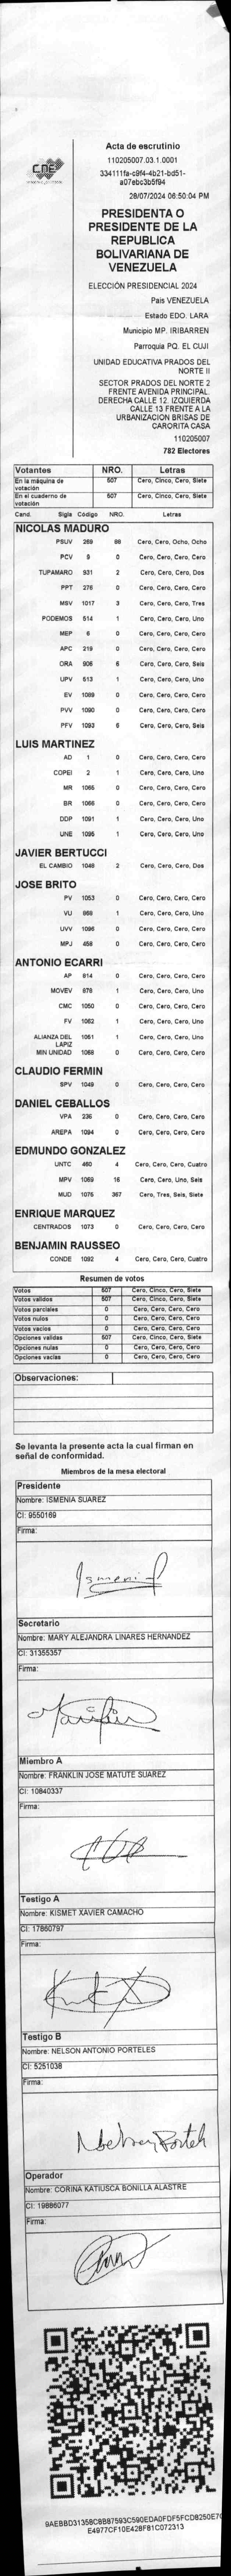 CNE
Acta de escrutinio
110205007.03.1.0001
334111fa-c9f4-4b21-bd51-
a07ebc3b5f94
28/07/2024 06:50:04 PM
PRESIDENTA O
PRESIDENTE DE LA
REPUBLICA
BOLIVARIANA DE
VENEZUELA
ELECCIÓN PRESIDENCIAL 2024
Pais VENEZUELA
Estado EDO. LARA
Municipio MP. IRIBARREN
Parroquia PQ. EL CUJI
UNIDAD EDUCATIVA PRADOS DEL
NORTE II
SECTOR PRADOS DEL NORTE 2
FRENTE AVENIDA PRINCIPAL.
DERECHA CALLE 12. IZQUIERDA
CALLE 13 FRENTE A LA
URBANIZACION BRISAS DE
CARORITA CASA
110205007
782 Electores
Votantes NRO. Letras
En la máquina de votación 507 Cero, Cinco, Cero, Siete
En el cuaderno de votación 507 Cero, Cinco, Cero, Siete
Cand. Sigla Código NRO. Letras
NICOLAS MADURO
PSUV 269 88 Cero, Cero, Ocho, Ocho
PCV 9 0 Cero, Cero, Cero, Cero
TUPAMARO 931 2 Cero, Cero, Cero, Dos
PPT 276 0 Cero, Cero, Cero, Cero
MSV 1017 3 Cero, Cero, Cero, Tres
PODEMOS 514 1 Cero, Cero, Cero, Uno
MEP 6 0 Cero, Cero, Cero, Cero
APC 219 0 Cero, Cero, Cero, Cero
ORA 906 6 Cero, Cero, Cero, Seis
UPV 513 1 Cero, Cero, Cero, Uno
EV 1089 0 Cero, Cero, Cero, Cero
PVV 1090 0 Cero, Cero, Cero, Cero
PFV 1093 6 Cero, Cero, Cero, Seis
LUIS MARTINEZ
AD 1 0 Cero, Cero, Cero, Cero
COPEI 2 1 Cero, Cero, Cero, Uno
MR 1065 0 Cero, Cero, Cero, Cero
BR 1066 0 Cero, Cero, Cero, Cero
DDP 1091 1 Cero, Cero, Cero, Uno
UNE 1095 1 Cero, Cero, Cero, Uno
JAVIER BERTUCCI
EL CAMBIO 1048 2 Cero, Cero, Cero, Dos
JOSE BRITO
PV 1053 0 Cero, Cero, Cero, Cero
VU 868 1 Cero, Cero, Cero, Uno
UVV 1096 0 Cero, Cero, Cero, Cero
MPJ 458 0 Cero, Cero, Cero, Cero
ANTONIO ECARRI
AP 814 0 Cero, Cero, Cero, Cero
MOVEV 878 1 Cero, Cero, Cero, Uno
CMC 1050 0 Cero, Cero, Cero, Cero
FV 1062 1 Cero, Cero, Cero, Uno
ALIANZA DEL LAPIZ 1051 1 Cero, Cero, Cero, Uno
MIN UNIDAD 1068 0 Cero, Cero, Cero, Cero
CLAUDIO FERMIN
SPV 1049 0 Cero, Cero, Cero, Cero
DANIEL CEBALLOS
VPA 236 0 Cero, Cero, Cero, Cero
AREPA 1094 0 Cero, Cero, Cero, Cero
EDMUNDO GONZALEZ
UNTC 460 4 Cero, Cero, Cero, Cuatro
MPV 1069 16 Cero, Cero, Uno, Seis
MUD 1076 367 Cero, Tres, Seis, Siete
ENRIQUE MARQUEZ
CENTRADOS 1073 0 Cero, Cero, Cero, Cero
BENJAMIN RAUSSEO
CONDE 1092 4 Cero, Cero, Cero, Cuatro
Resumen de votos
Votos 507 Cero, Cinco, Cero, Siete
Votos validos 507 Cero, Cinco, Cero, Siete
Votos parciales 0 Cero, Cero, Cero, Cero
Votos nulos 0 Cero, Cero, Cero, Cero
Votos vacios 0 Cero, Cero, Cero, Cero
Opciones validas 507 Cero, Cinco, Cero, Siete
Opciones nulas 0 Cero, Cero, Cero, Cero
Opciones vacias 0 Cero, Cero, Cero, Cero
Observaciones:
Se levanta la presente acta la cual firman en
señal de conformidad.
Miembros de la mesa electoral
Presidente
Nombre: ISMENIA SUAREZ
CI: 9550169
Firma:
Secretario
Nombre: MARY ALEJANDRA LINARES HERNANDEZ
CI: 31355357
Firma:
Miembro A
Nombre: FRANKLIN JOSE MATUTE SUAREZ
CI: 10840337
Firma:
Testigo A
Nombre: KISMET XAVIER CAMACHO
CI: 17860797
Firma:
Testigo B
Nombre: NELSON ANTONIO PORTELES
CI: 5251038
Firma:
Operador
Nombre: CORINA KATIUSCA BONILLA ALASTRE
CI: 19886077
Firma:
9AEBBD31358C8B87593C590EDA0FDF5FCD8250E7
E4977CF10E428F81C072313